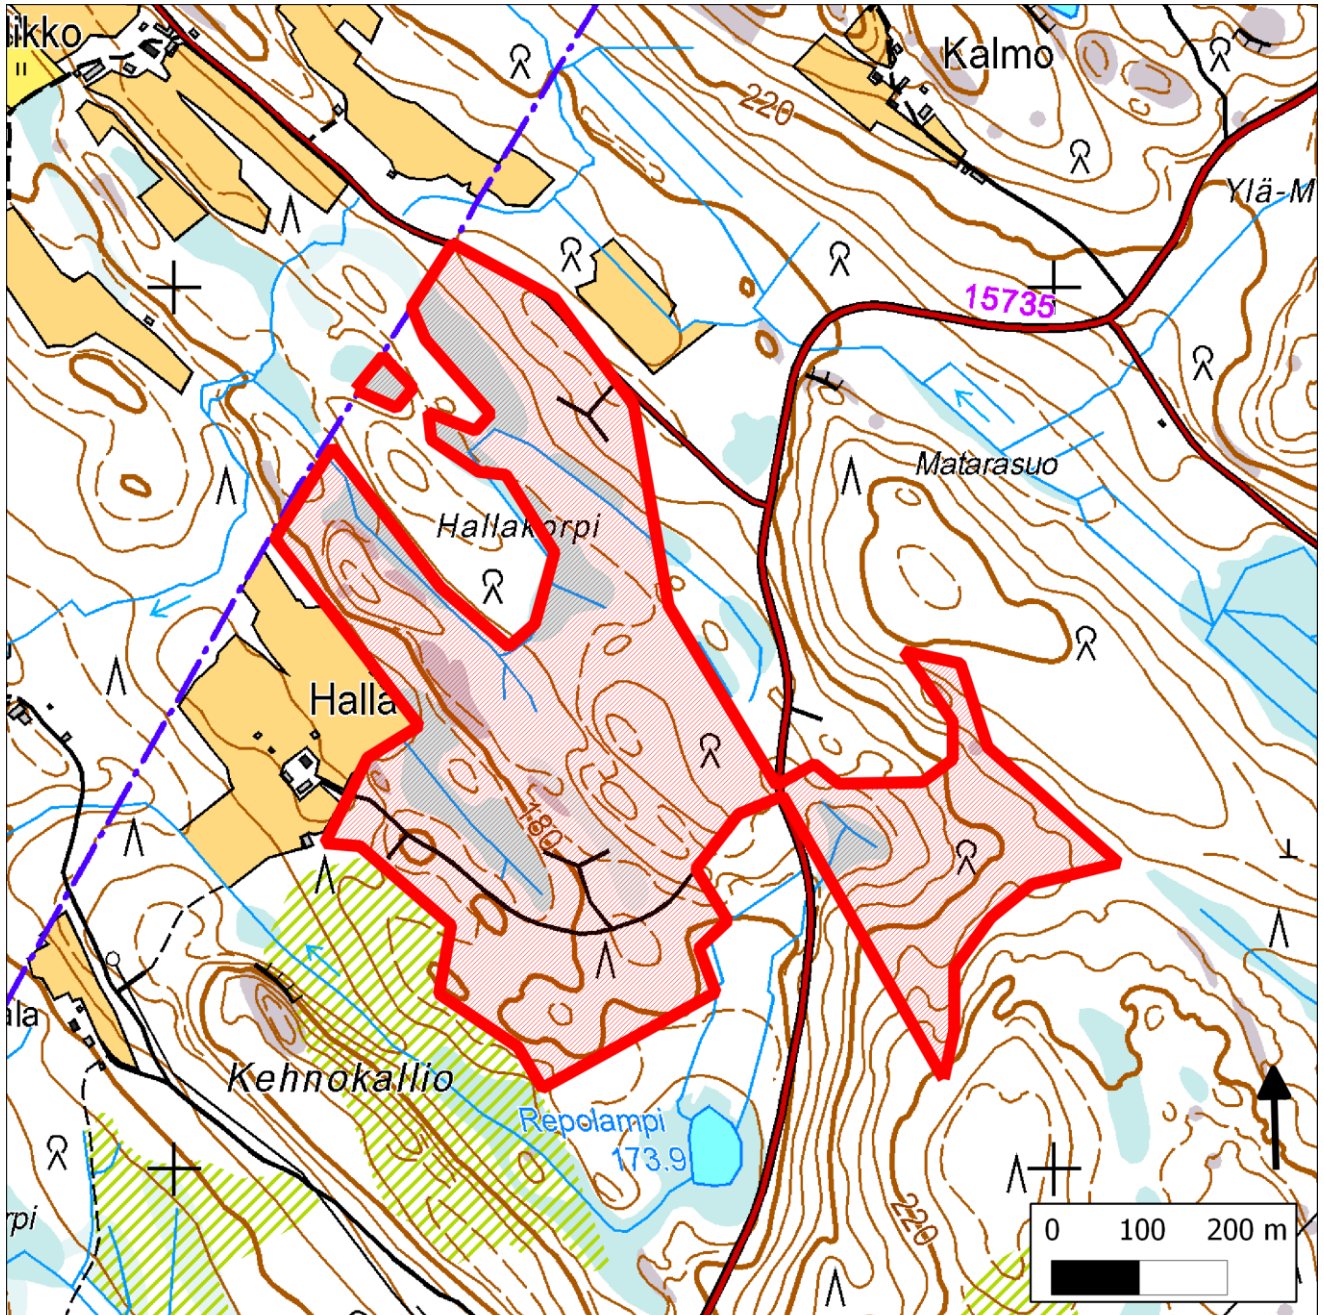 ikko
Kalmo
220
Ylä-M
15735
Matarasuo
Hallakorpi
Halla
180
ala
Kehnokallio
Repolampi
173.9
220
rpi
0 100 200 m